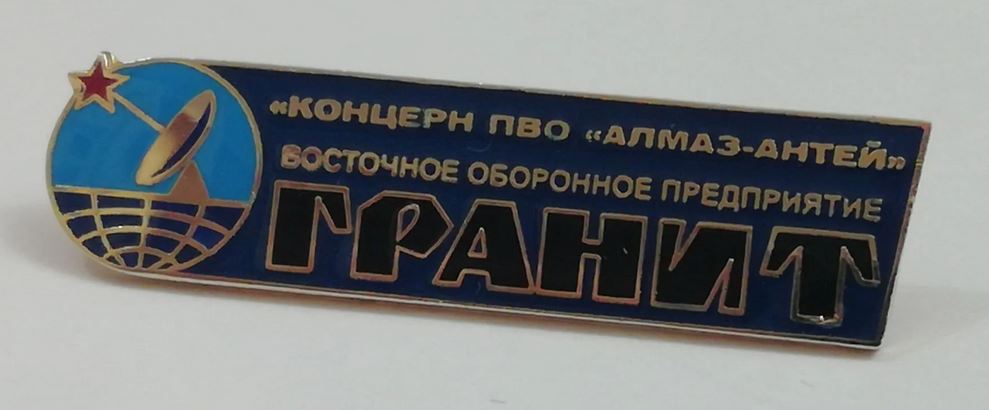 «КОНЦЕРН ПВО «АЛМАЗ-АНТЕЙ»
ВОСТОЧНОЕ ОБОРОННОЕ ПРЕДПРИЯТИЕ
ГРАНИТ